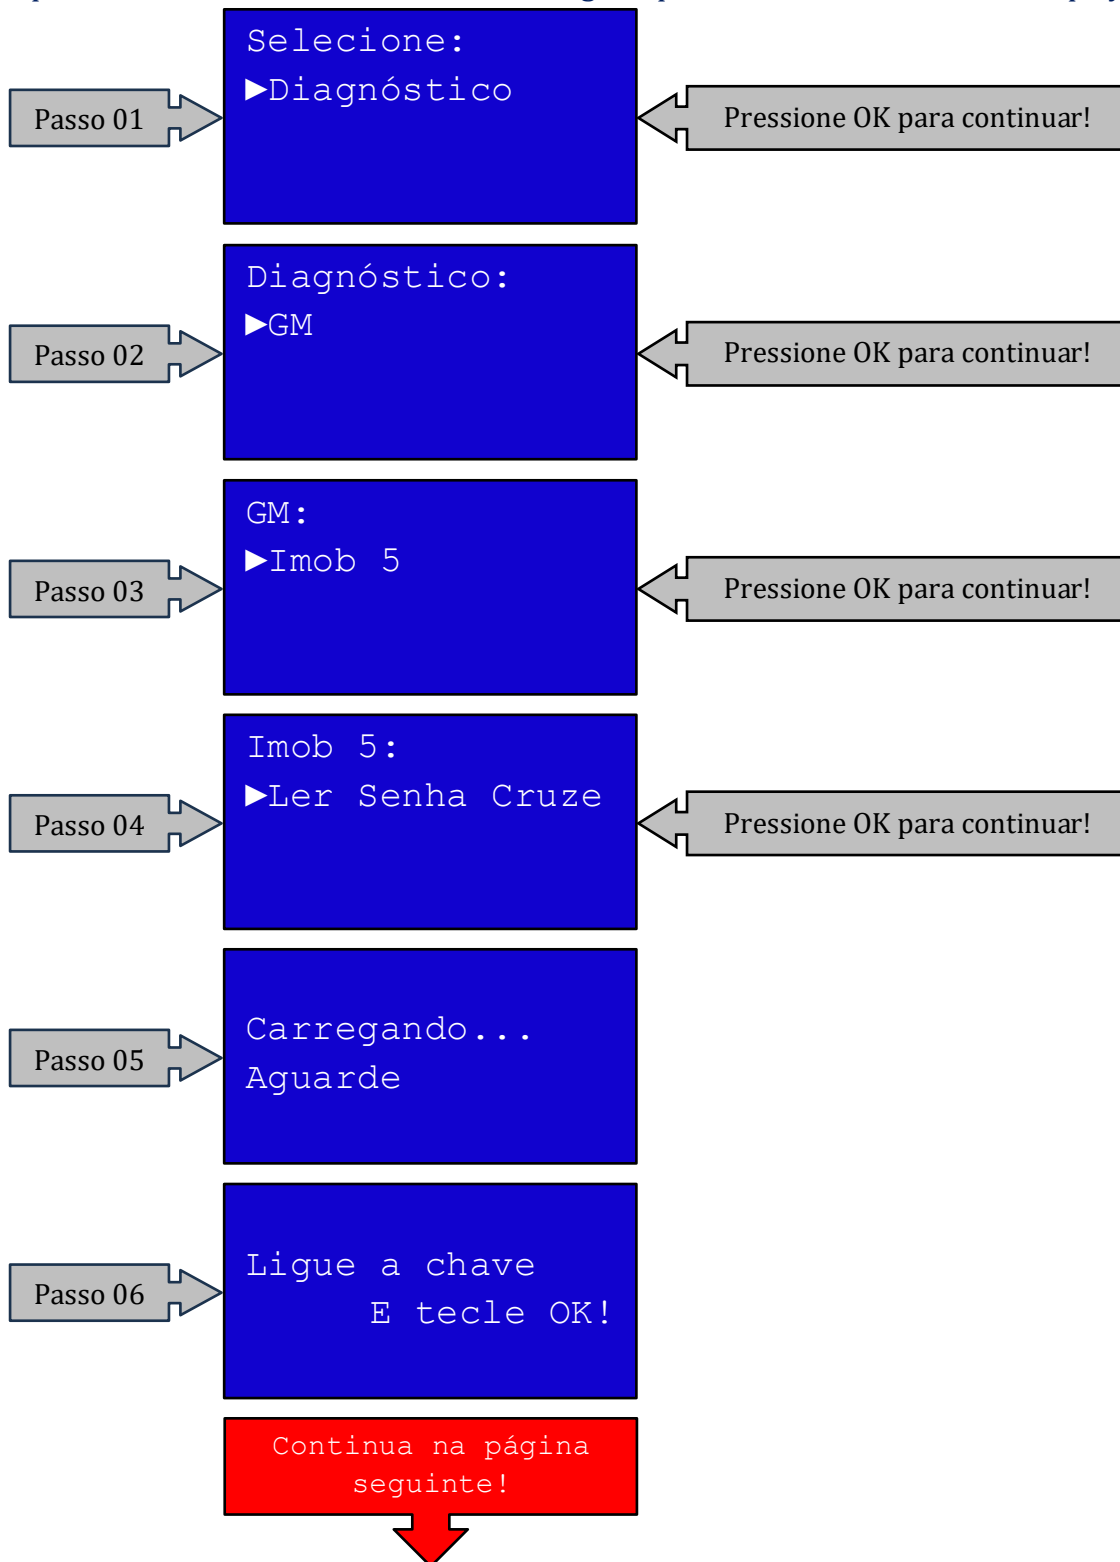 Selecione:
►Diagnóstico
Passo 01
Pressione OK para continuar!
Diagnóstico:
►GM
Passo 02
Pressione OK para continuar!
GM:
►Imob 5
Passo 03
Pressione OK para continuar!
Imob 5:
►Ler Senha Cruze
Passo 04
Pressione OK para continuar!
Carregando...
Passo 05
Aguarde
Ligue a chave
Passo 06
E tecle OK!
Continua na página
seguinte!